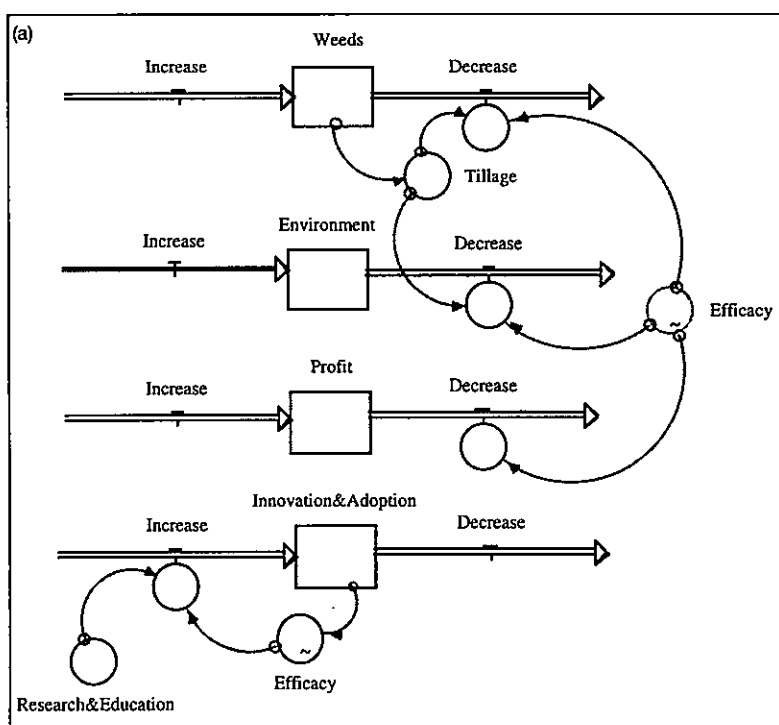 (a)
Weeds
Increase
Decrease
Tillage
Environment
Increase
Decrease
Efficacy
~
Profit
Increase
Decrease
Innovation&Adoption
Increase
Decrease
~
Efficacy
Research&Education